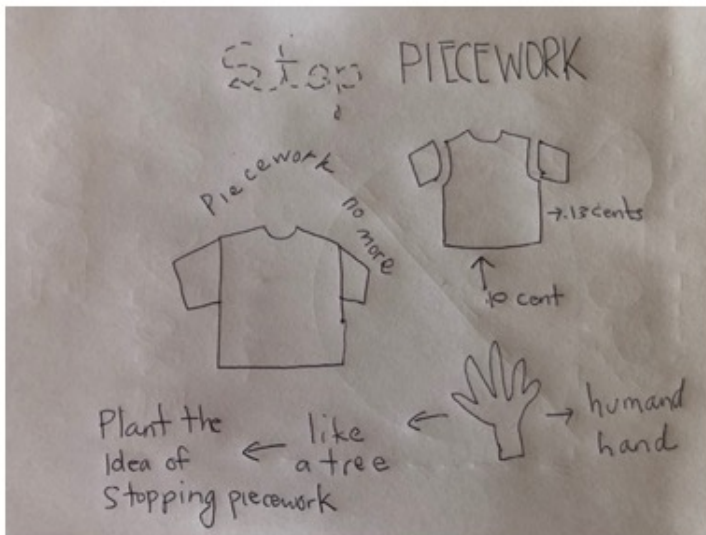 Stop PIECEWORK
Piecework no more
→.13 cents
.10 cent
Plant the
Idea of
Stopping piecework
← like
a tree
← → humand
hand